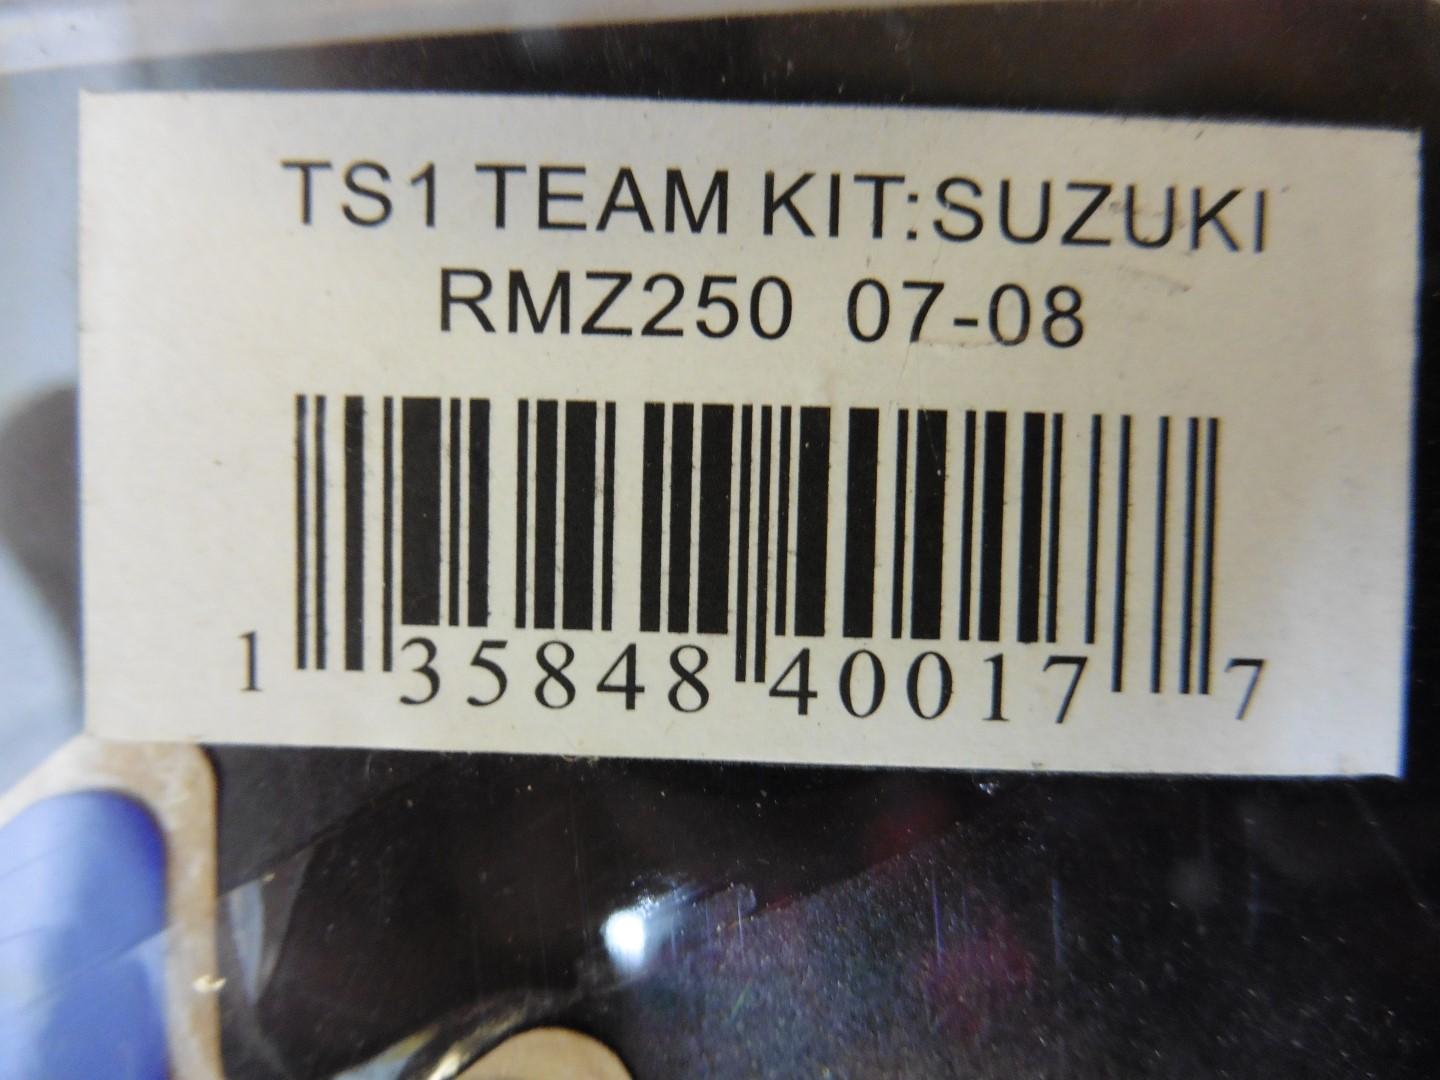 TS1 TEAM KIT:SUZUKI
RMZ250 07-08
1 35848 40017 7